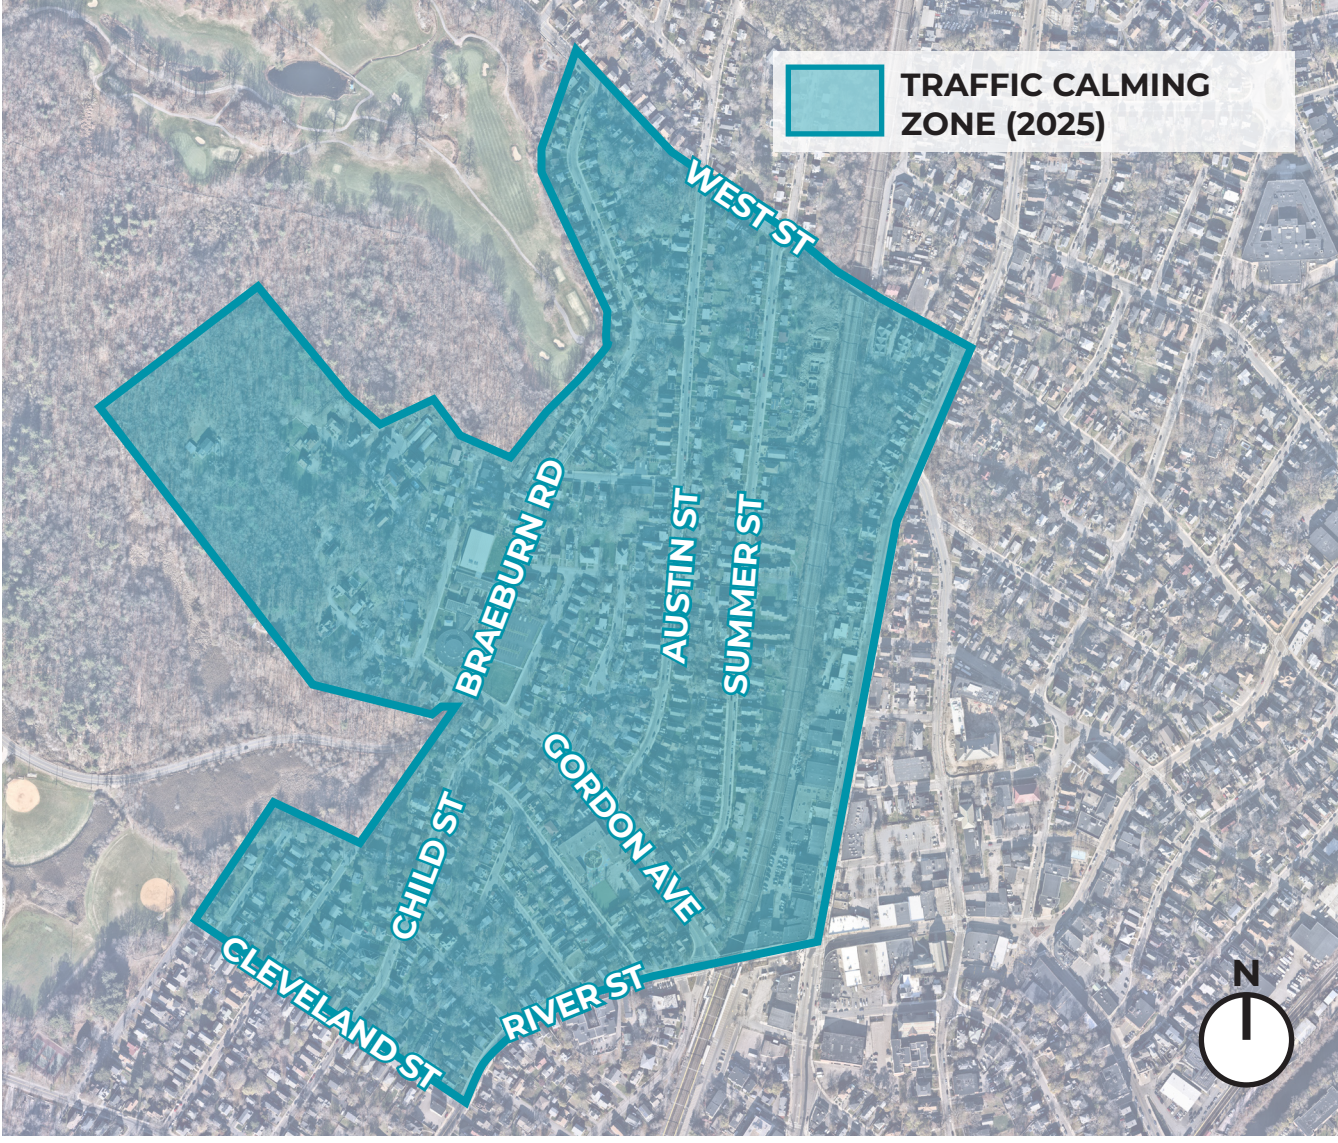 TRAFFIC CALMING
ZONE (2025)
WEST ST
BRAEBURN RD
AUSTIN ST
SUMMER ST
GORDON AVE
CHILD ST
CLEVELAND ST
RIVER ST
N